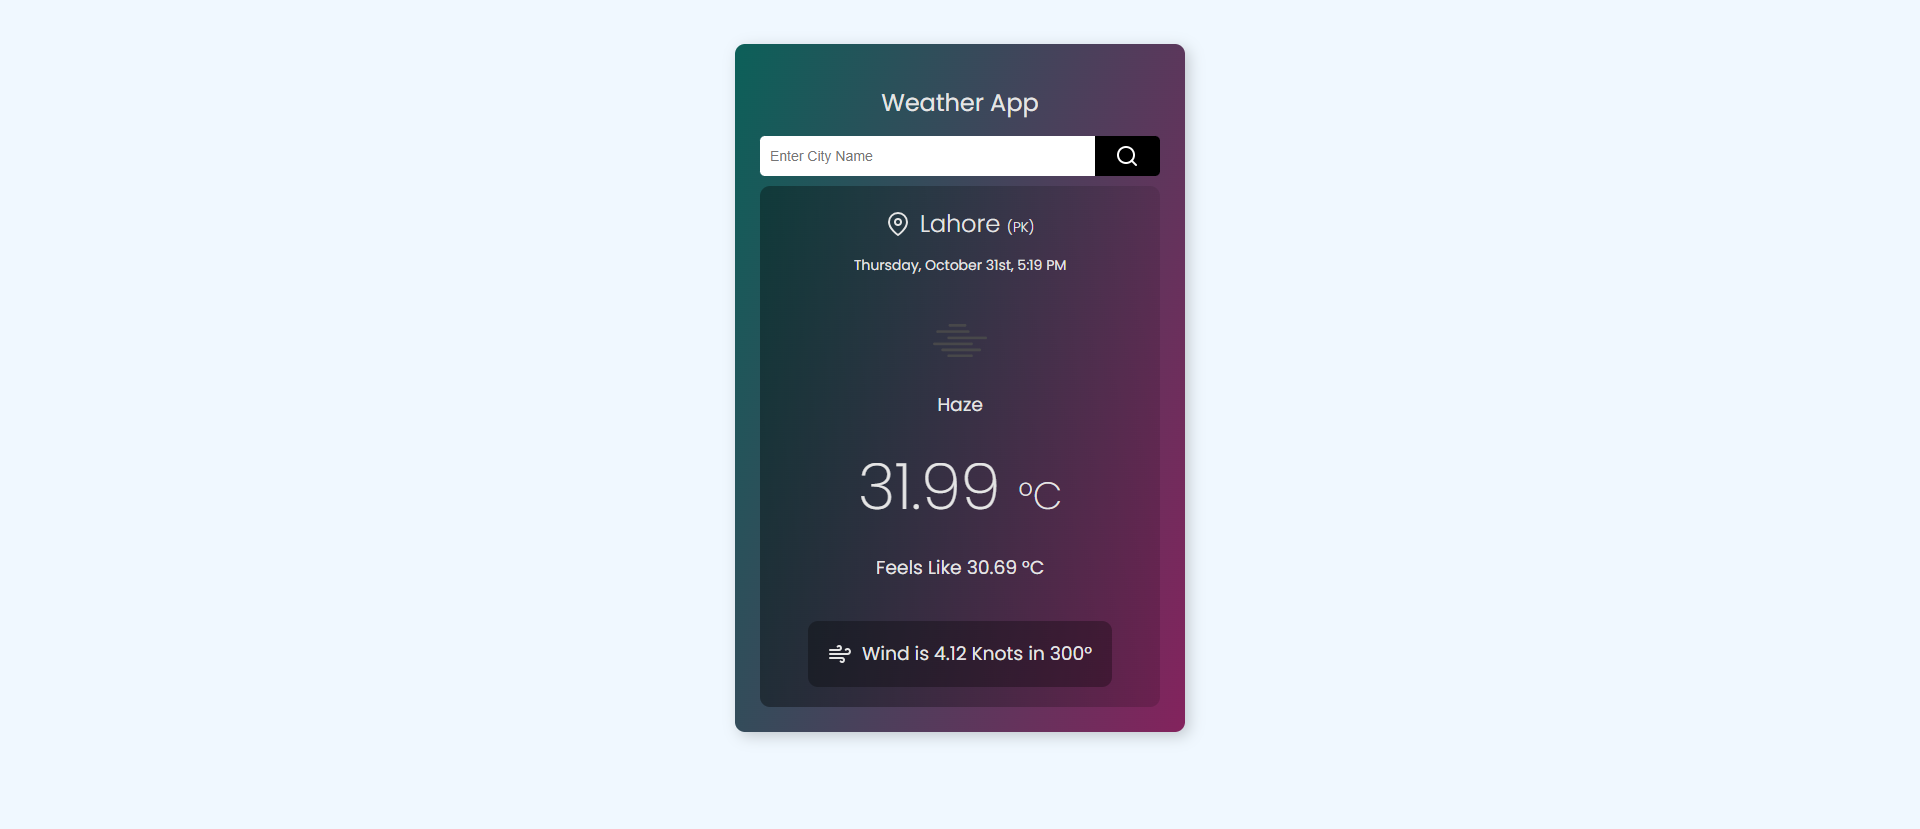 Weather App
Enter City Name
Lahore (PK)
Thursday, October 31st, 5:19 PM
Haze
31.99 °C
Feels Like 30.69 °C
Wind is 4.12 Knots in 300°